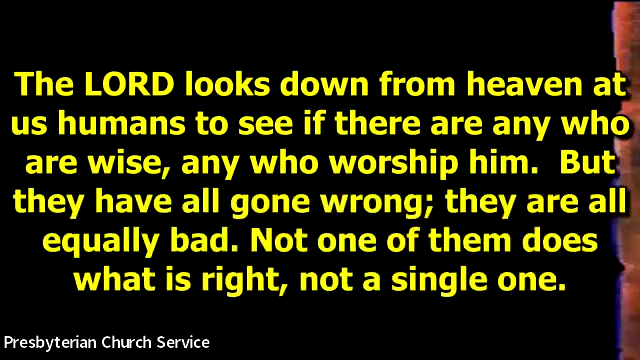 The LORD looks down from heaven at
us humans to see if there are any who
are wise, any who worship him.  But
they have all gone wrong; they are all
equally bad. Not one of them does
what is right, not a single one.
Presbyterian Church Service